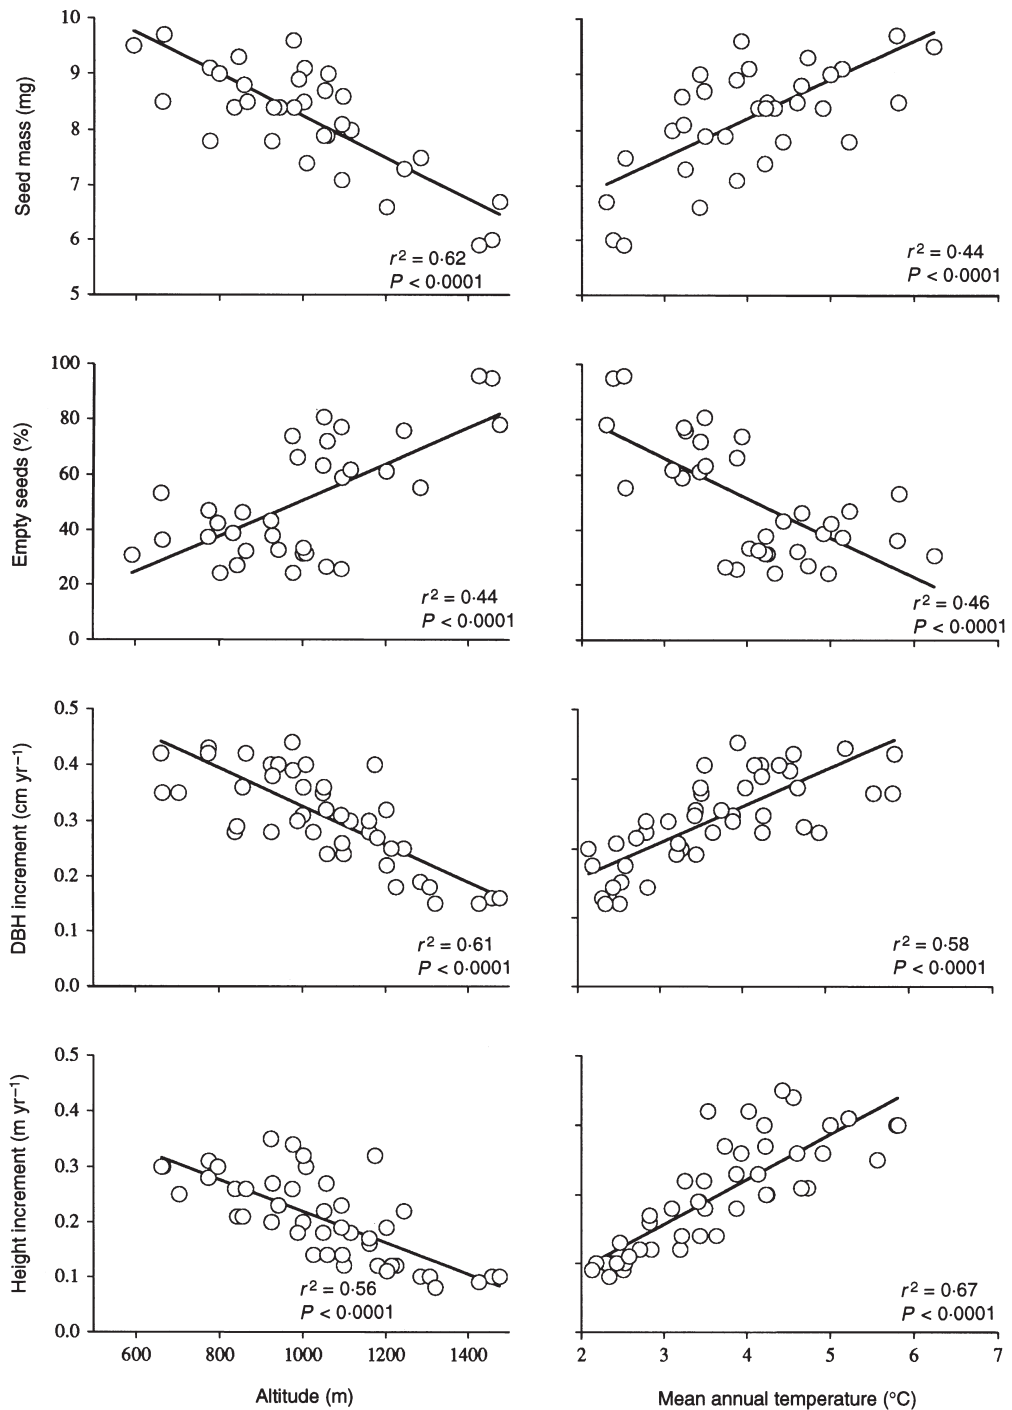 10
9
8
7
6
5
Seed mass (mg)
r² = 0·62
P < 0·0001
r² = 0·44
P < 0·0001
100
80
60
40
20
0
Empty seeds (%)
r² = 0·44
P < 0·0001
r² = 0·46
P < 0·0001
0.5
0.4
0.3
0.2
0.1
0.0
DBH increment (cm yr⁻¹)
r² = 0·61
P < 0·0001
r² = 0·58
P < 0·0001
0.5
0.4
0.3
0.2
0.1
0.0
Height increment (m yr⁻¹)
r² = 0·56
P < 0·0001
r² = 0·67
P < 0·0001
600 800 1000 1200 1400
2 3 4 5 6 7
Altitude (m)
Mean annual temperature (°C)